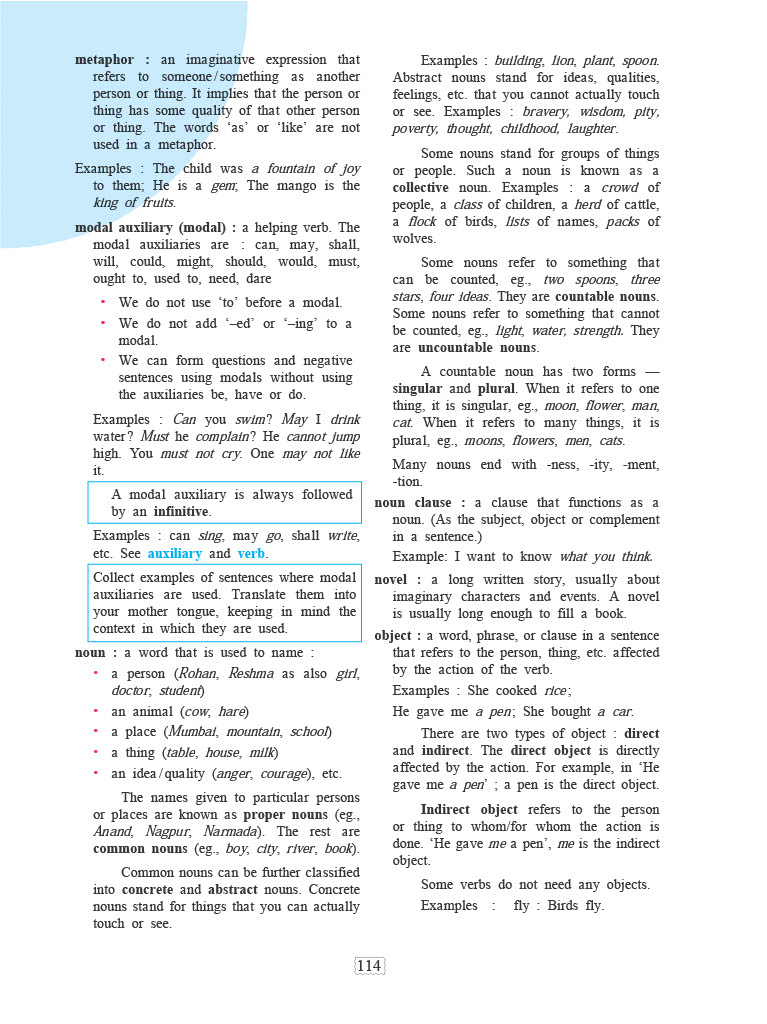 metaphor : an imaginative expression that
refers to someone/something as another
person or thing. It implies that the person or
thing has some quality of that other person
or thing. The words ‘as’ or ‘like’ are not
used in a metaphor.
Examples : The child was a fountain of joy
to them; He is a gem; The mango is the
king of fruits.
modal auxiliary (modal) : a helping verb. The
modal auxiliaries are : can, may, shall,
will, could, might, should, would, must,
ought to, used to, need, dare
• We do not use ‘to’ before a modal.
• We do not add ‘–ed’ or ‘–ing’ to a
modal.
• We can form questions and negative
sentences using modals without using
the auxiliaries be, have or do.
Examples : Can you swim? May I drink
water? Must he complain? He cannot jump
high. You must not cry. One may not like
it.
A modal auxiliary is always followed
by an infinitive.
Examples : can sing, may go, shall write,
etc. See auxiliary and verb.
Collect examples of sentences where modal
auxiliaries are used. Translate them into
your mother tongue, keeping in mind the
context in which they are used.
noun : a word that is used to name :
• a person (Rohan, Reshma as also girl,
doctor, student)
• an animal (cow, hare)
• a place (Mumbai, mountain, school)
• a thing (table, house, milk)
• an idea/quality (anger, courage), etc.
The names given to particular persons
or places are known as proper nouns (eg.,
Anand, Nagpur, Narmada). The rest are
common nouns (eg., boy, city, river, book).
Common nouns can be further classified
into concrete and abstract nouns. Concrete
nouns stand for things that you can actually
touch or see.
Examples : building, lion, plant, spoon.
Abstract nouns stand for ideas, qualities,
feelings, etc. that you cannot actually touch
or see. Examples : bravery, wisdom, pity,
poverty, thought, childhood, laughter.
Some nouns stand for groups of things
or people. Such a noun is known as a
collective noun. Examples : a crowd of
people, a class of children, a herd of cattle,
a flock of birds, lists of names, packs of
wolves.
Some nouns refer to something that
can be counted, eg., two spoons, three
stars, four ideas. They are countable nouns.
Some nouns refer to something that cannot
be counted, eg., light, water, strength. They
are uncountable nouns.
A countable noun has two forms —
singular and plural. When it refers to one
thing, it is singular, eg., moon, flower, man,
cat. When it refers to many things, it is
plural, eg., moons, flowers, men, cats.
Many nouns end with -ness, -ity, -ment,
-tion.
noun clause : a clause that functions as a
noun. (As the subject, object or complement
in a sentence.)
Example: I want to know what you think.
novel : a long written story, usually about
imaginary characters and events. A novel
is usually long enough to fill a book.
object : a word, phrase, or clause in a sentence
that refers to the person, thing, etc. affected
by the action of the verb.
Examples : She cooked rice;
He gave me a pen; She bought a car.
There are two types of object : direct
and indirect. The direct object is directly
affected by the action. For example, in ‘He
gave me a pen’ ; a pen is the direct object.
Indirect object refers to the person
or thing to whom/for whom the action is
done. ‘He gave me a pen’, me is the indirect
object.
Some verbs do not need any objects.
Examples : fly : Birds fly.
114